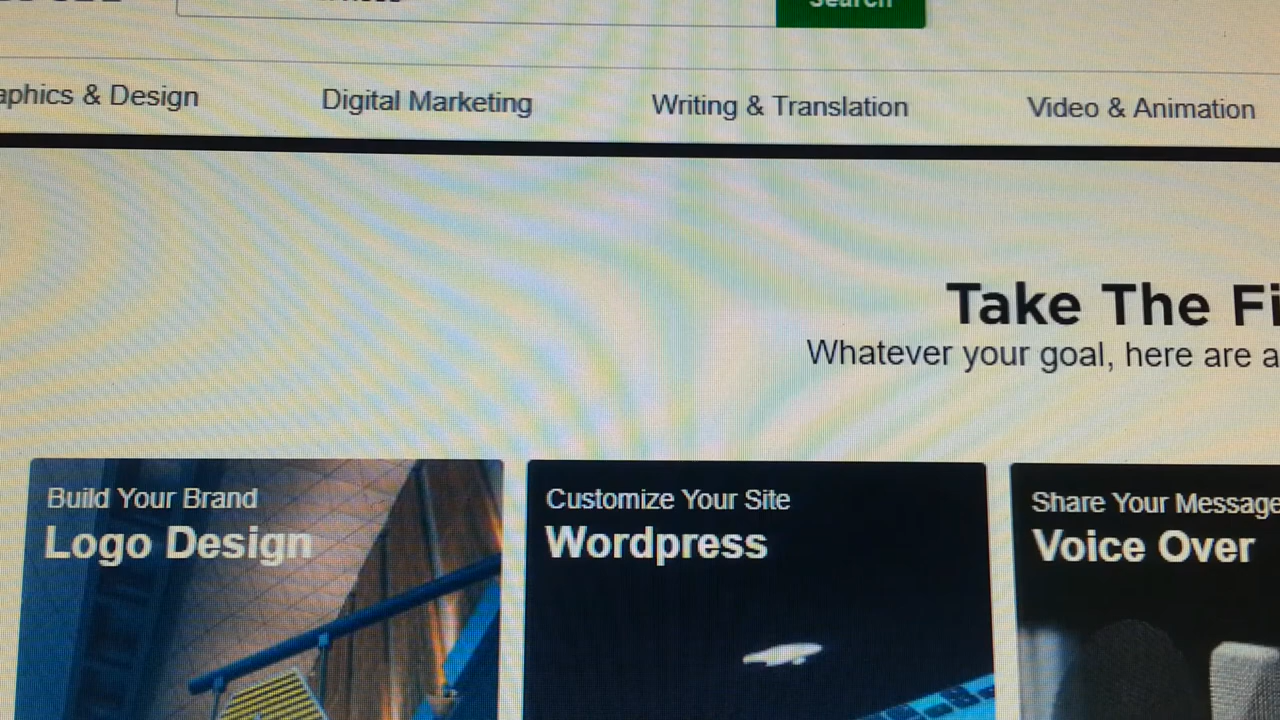 Search
aphics & Design
Digital Marketing
Writing & Translation
Video & Animation
Take The Fi
Whatever your goal, here are a
Build Your Brand
Logo Design
Customize Your Site
Wordpress
Share Your Message
Voice Over